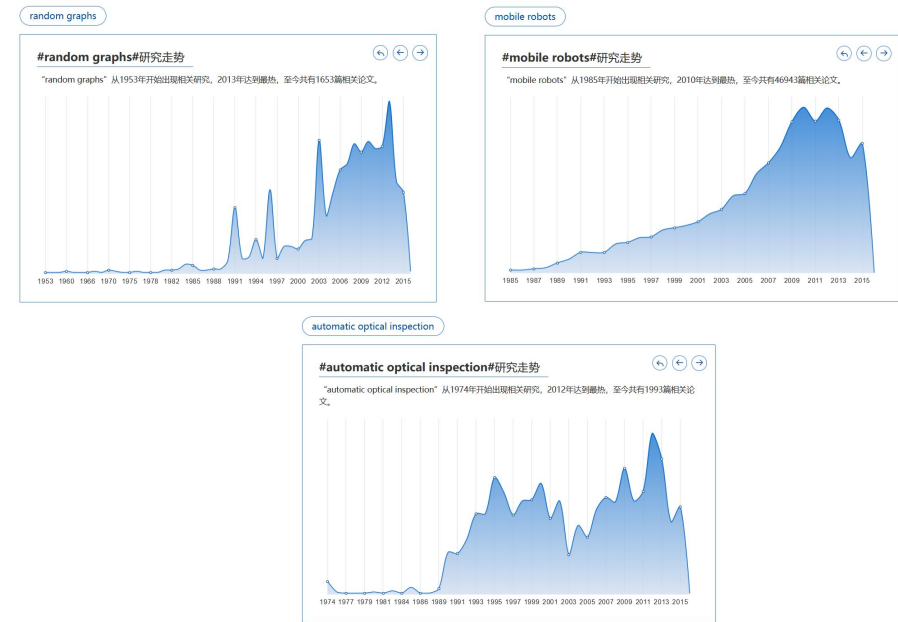 random graphs
#random graphs#研究走势
“random graphs”从1953年开始出现相关研究，2013年达到最热，至今共有1653篇相关论文。
1953 1960 1966 1970 1975 1978 1982 1985 1988 1991 1994 1997 2000 2003 2006 2009 2012 2015
mobile robots
#mobile robots#研究走势
“mobile robots”从1985年开始出现相关研究，2010年达到最热，至今共有46943篇相关论文。
1985 1987 1989 1991 1993 1995 1997 1999 2001 2003 2005 2007 2009 2011 2013 2015
automatic optical inspection
#automatic optical inspection#研究走势
“automatic optical inspection”从1974年开始出现相关研究，2012年达到最热，至今共有1993篇相关论
文。
1974 1977 1979 1981 1984 1986 1989 1991 1993 1995 1997 1999 2001 2003 2005 2007 2009 2011 2013 2015